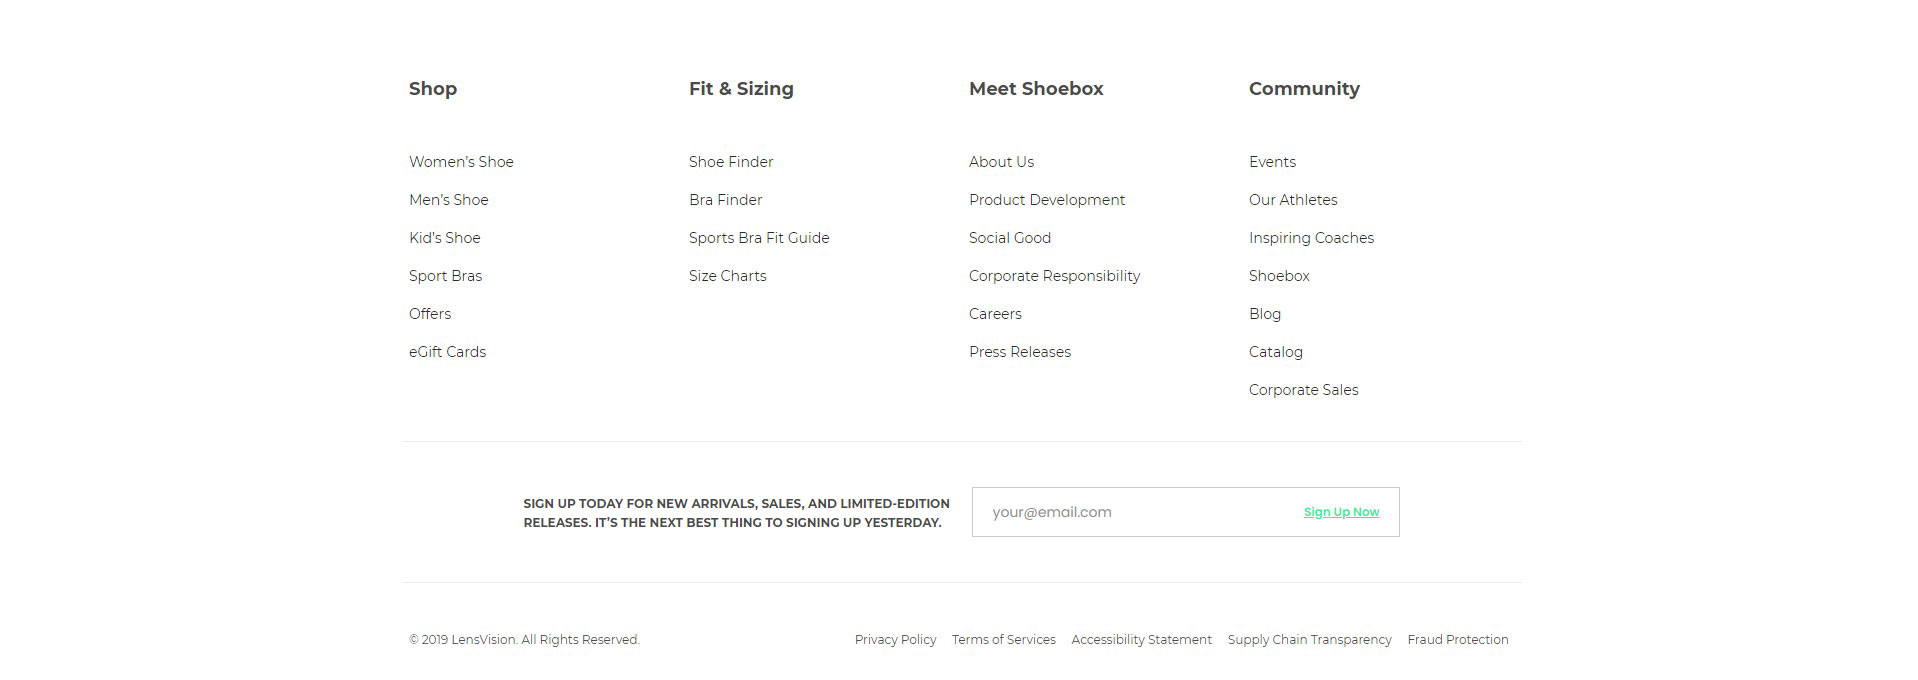 Shop
Women's Shoe
Men's Shoe
Kid's Shoe
Sport Bras
Offers
eGift Cards
Fit & Sizing
Shoe Finder
Bra Finder
Sports Bra Fit Guide
Size Charts
Meet Shoebox
About Us
Product Development
Social Good
Corporate Responsibility
Careers
Press Releases
Community
Events
Our Athletes
Inspiring Coaches
Shoebox
Blog
Catalog
Corporate Sales
SIGN UP TODAY FOR NEW ARRIVALS, SALES, AND LIMITED-EDITION
RELEASES. IT'S THE NEXT BEST THING TO SIGNING UP YESTERDAY.
your@email.com
Sign Up Now
© 2019 LensVision. All Rights Reserved.
Privacy Policy Terms of Services Accessibility Statement Supply Chain Transparency Fraud Protection